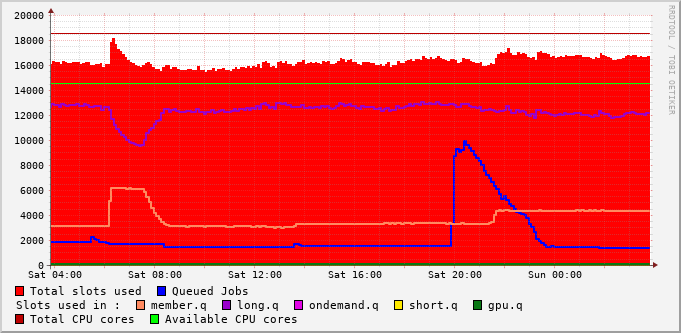 20000
18000
16000
14000
12000
10000
8000
6000
4000
2000
0
Sat 04:00 Sat 08:00 Sat 12:00 Sat 16:00 Sat 20:00 Sun 00:00
Total slots used Queued Jobs
Slots used in : member.q long.q ondemand.q short.q gpu.q
Total CPU cores Available CPU cores
RRDTOOL / TOBI OETIKER